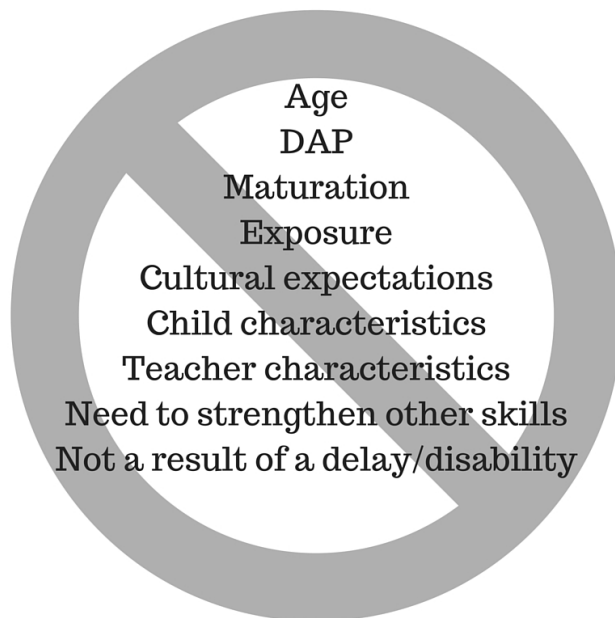 Age
DAP
Maturation
Exposure
Cultural expectations
Child characteristics
Teacher characteristics
Need to strengthen other skills
Not a result of a delay/disability